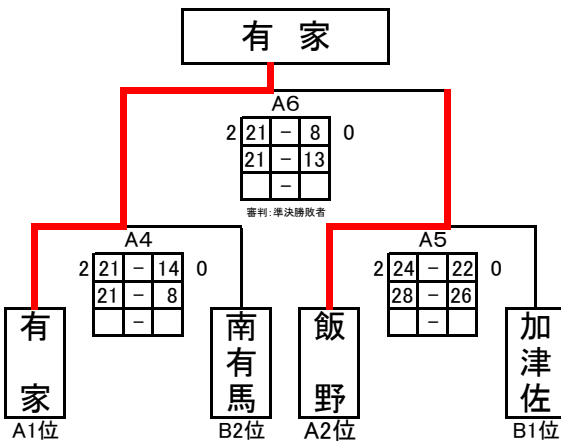 有 家
A6
2 21 - 8 0
21 - 13
-
審判:準決勝敗者
A4
2 21 - 14 0
21 - 8
-
A5
2 24 - 22 0
28 - 26
-
有家
南有馬
飯野
加津佐
A1位
B2位
A2位
B1位